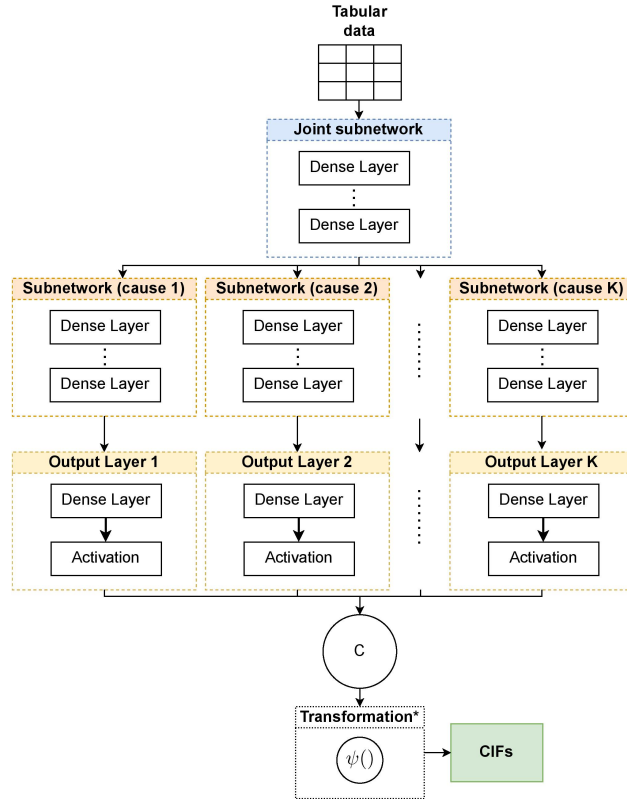 Tabular
data
Joint subnetwork
Dense Layer
Dense Layer
Subnetwork (cause 1)
Subnetwork (cause 2)
Subnetwork (cause K)
Dense Layer
Dense Layer
Dense Layer
Dense Layer
Dense Layer
Dense Layer
Output Layer 1
Output Layer 2
Output Layer K
Dense Layer
Dense Layer
Dense Layer
Activation
Activation
Activation
C
Transformation*
ψ()
CIFs